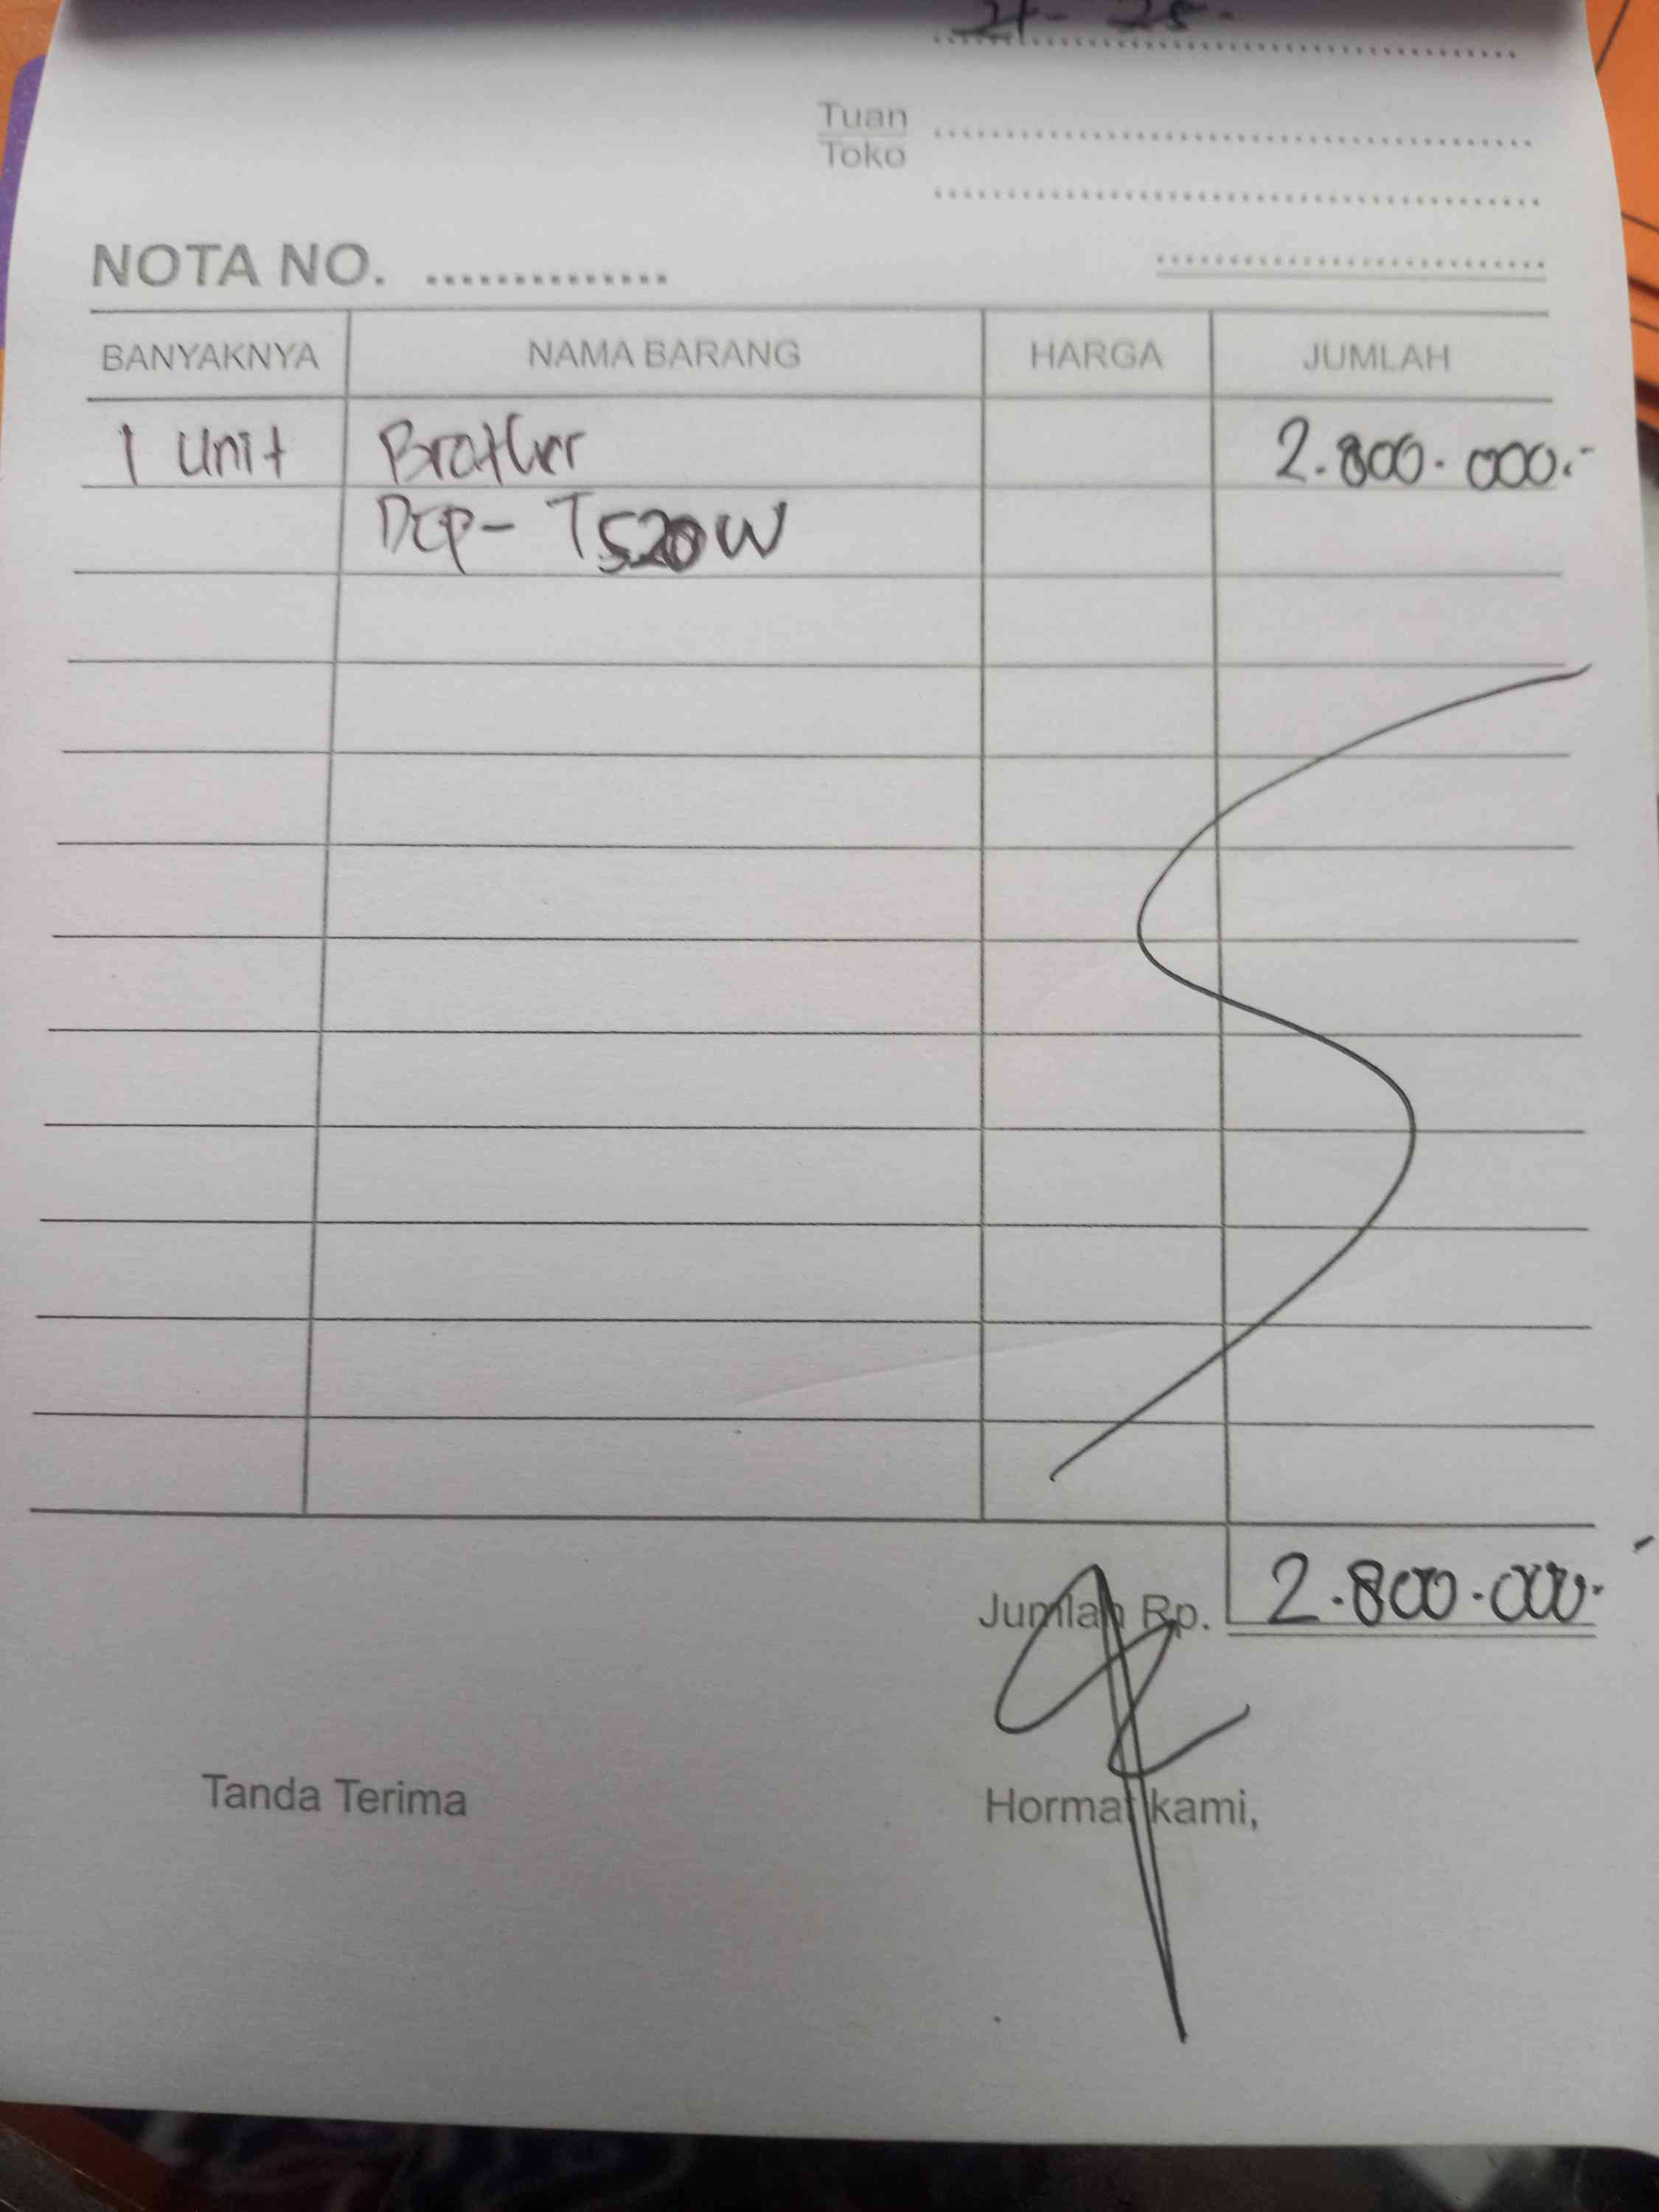 Tuan
Toko
NOTA NO. ..............
BANYAKNYA NAMA BARANG HARGA JUMLAH
1 Unit Brother 2.800.000.-
DCP- T520W
Jumlah Rp. 2.800.000.-
Tanda Terima Hormat kami,